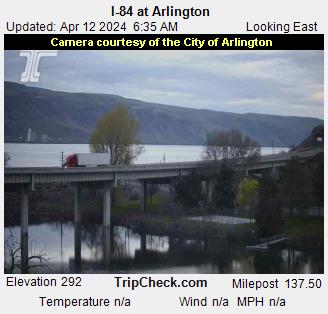 I-84 at Arlington
Updated: Apr 12 2024 6:35 AM Looking East
Camera courtesy of the City of Arlington
Elevation 292 TripCheck.com Milepost 137.50
Temperature n/a Wind n/a MPH n/a